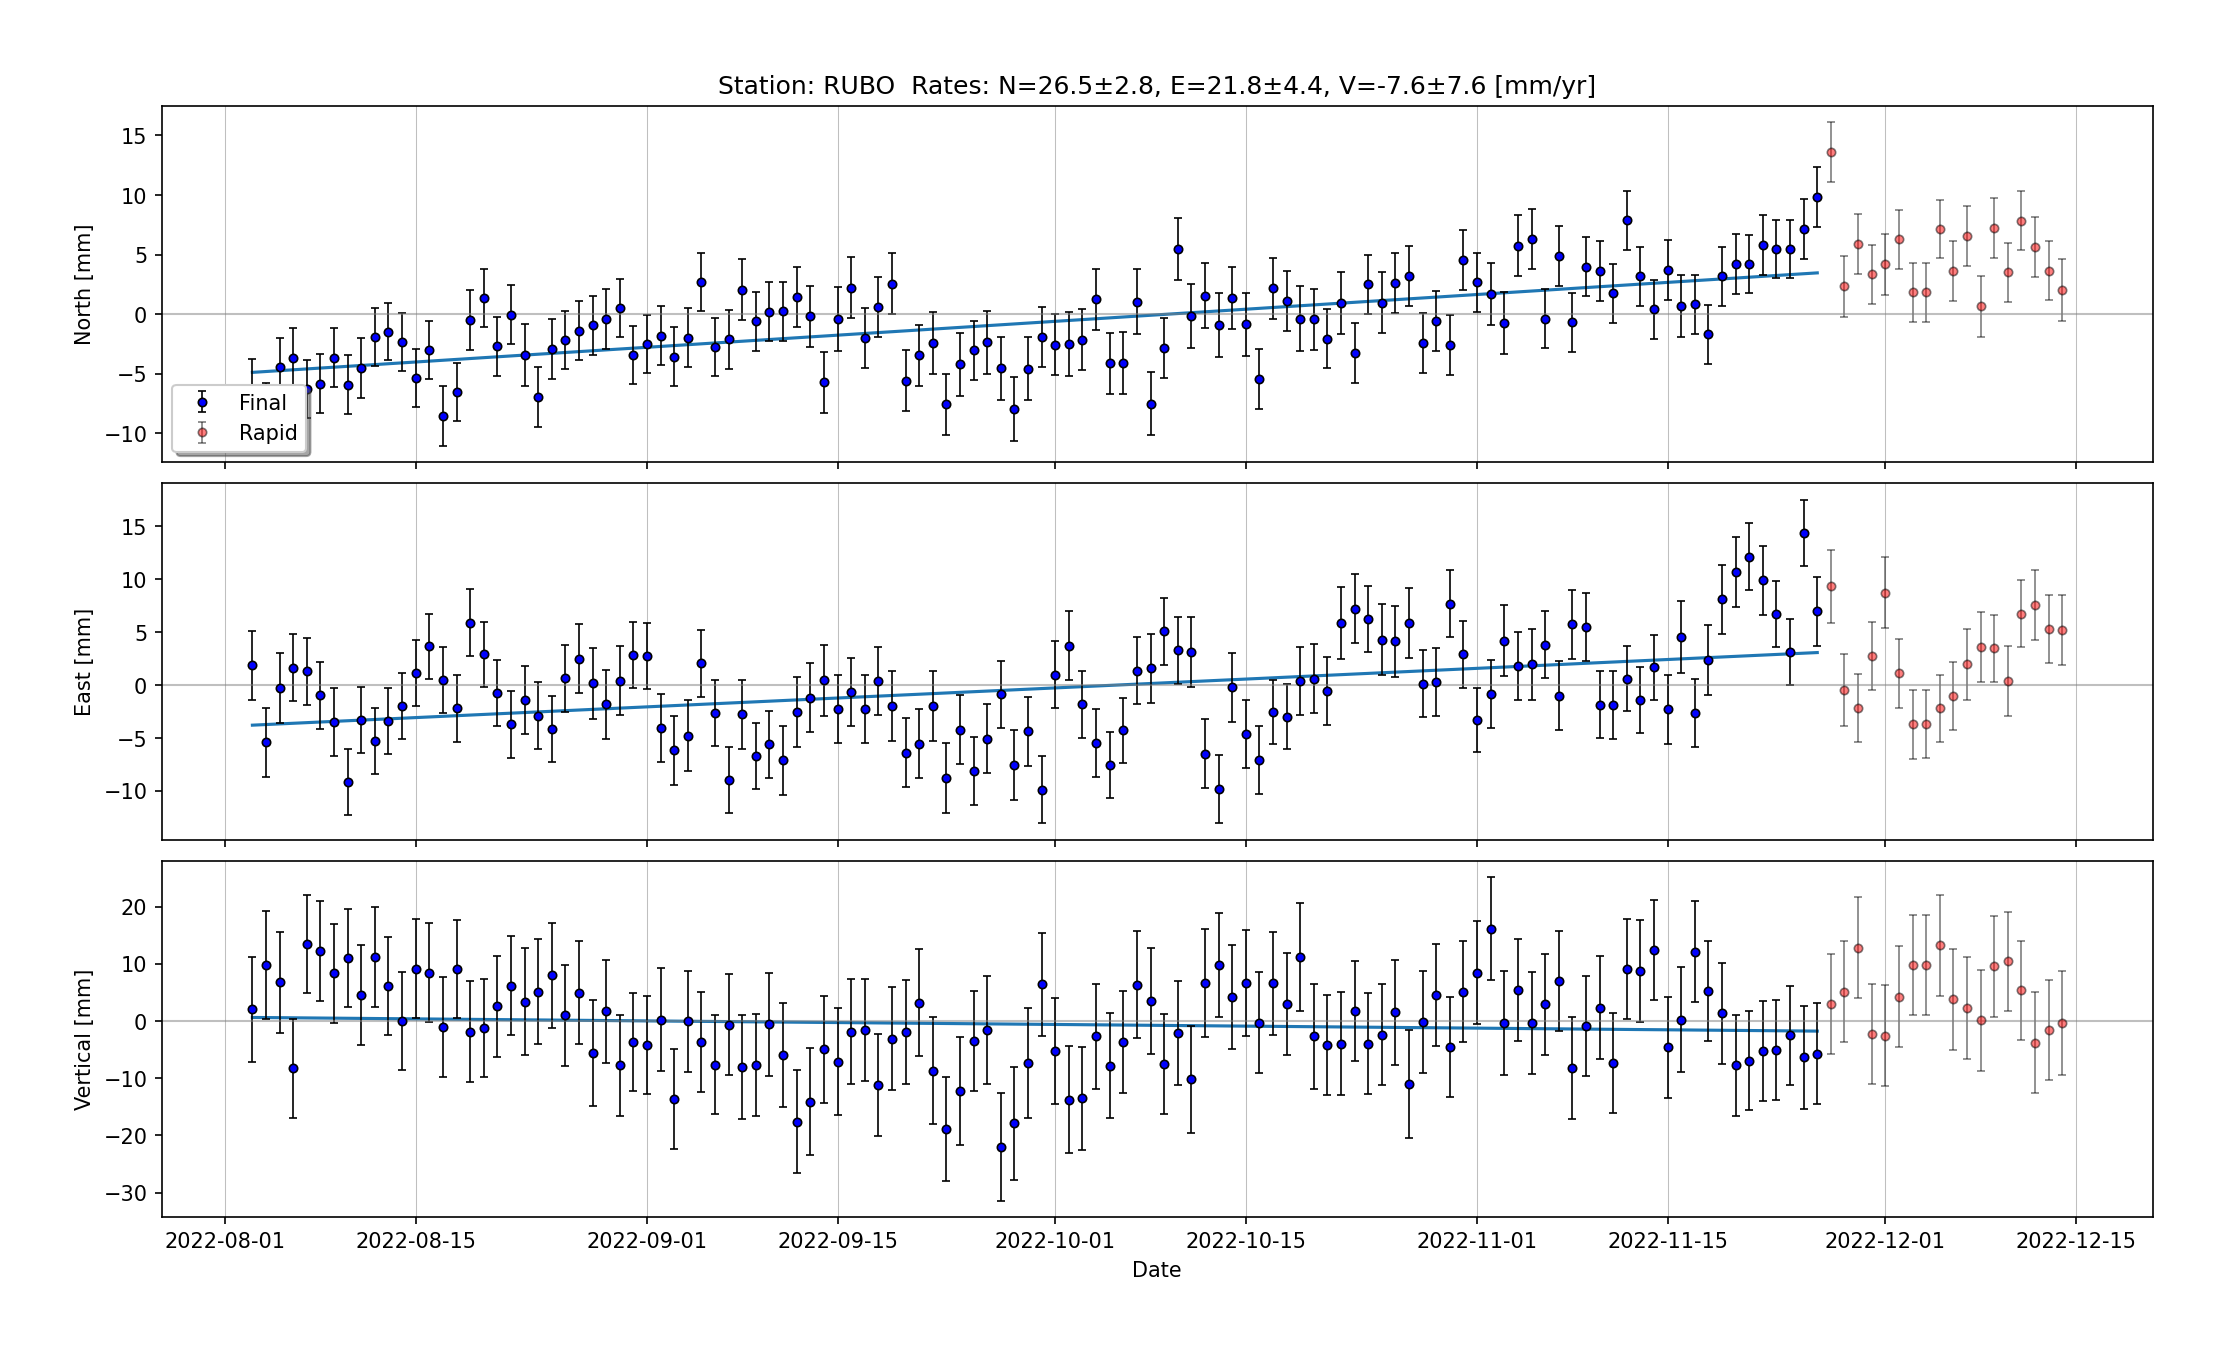 Station: RUBO  Rates: N=26.5±2.8, E=21.8±4.4, V=-7.6±7.6 [mm/yr]
North [mm]
15
10
5
0
−5
−10
Final
Rapid
East [mm]
15
10
5
0
−5
−10
Vertical [mm]
20
10
0
−10
−20
−30
2022-08-01 2022-08-15 2022-09-01 2022-09-15 2022-10-01 2022-10-15 2022-11-01 2022-11-15 2022-12-01 2022-12-15
Date